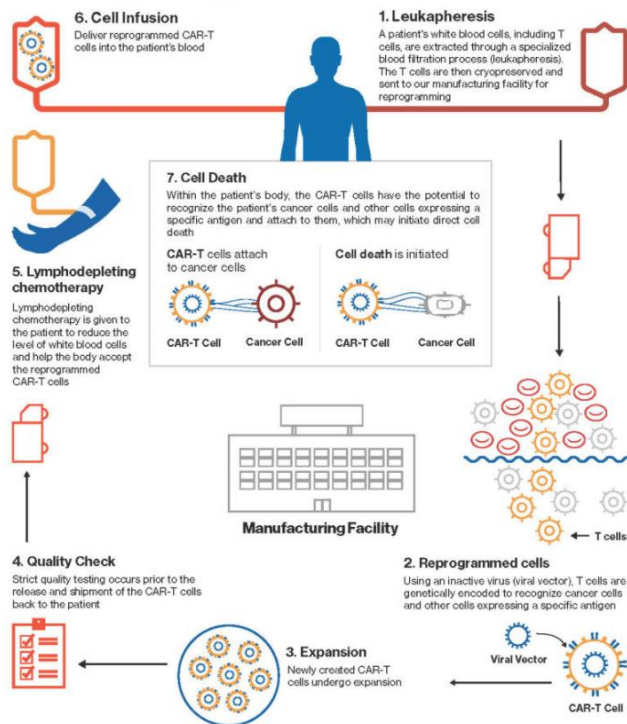 6. Cell Infusion
Deliver reprogrammed CAR-T
cells into the patient's blood
1. Leukapheresis
A patient's white blood cells, including T
cells, are extracted through a specialized
blood filtration process (leukapheresis).
The T cells are then cryopreserved and
sent to our manufacturing facility for
reprogramming
7. Cell Death
Within the patient's body, the CAR-T cells have the potential to
recognize the patient's cancer cells and other cells expressing a
specific antigen and attach to them, which may initiate direct cell
death
CAR-T cells attach
to cancer cells
CAR-T Cell
Cancer Cell
Cell death is initiated
CAR-T Cell
Cancer Cell
5. Lymphodepleting
chemotherapy
Lymphodepleting
chemotherapy is given to
the patient to reduce the
level of white blood cells
and help the body accept
the reprogrammed
CAR-T cells
Manufacturing Facility
T cells
4. Quality Check
Strict quality testing occurs prior to the
release and shipment of the CAR-T cells
back to the patient
2. Reprogrammed cells
Using an inactive virus (viral vector), T cells are
genetically encoded to recognize cancer cells
and other cells expressing a specific antigen
Viral Vector
CAR-T Cell
3. Expansion
Newly created CAR-T
cells undergo expansion